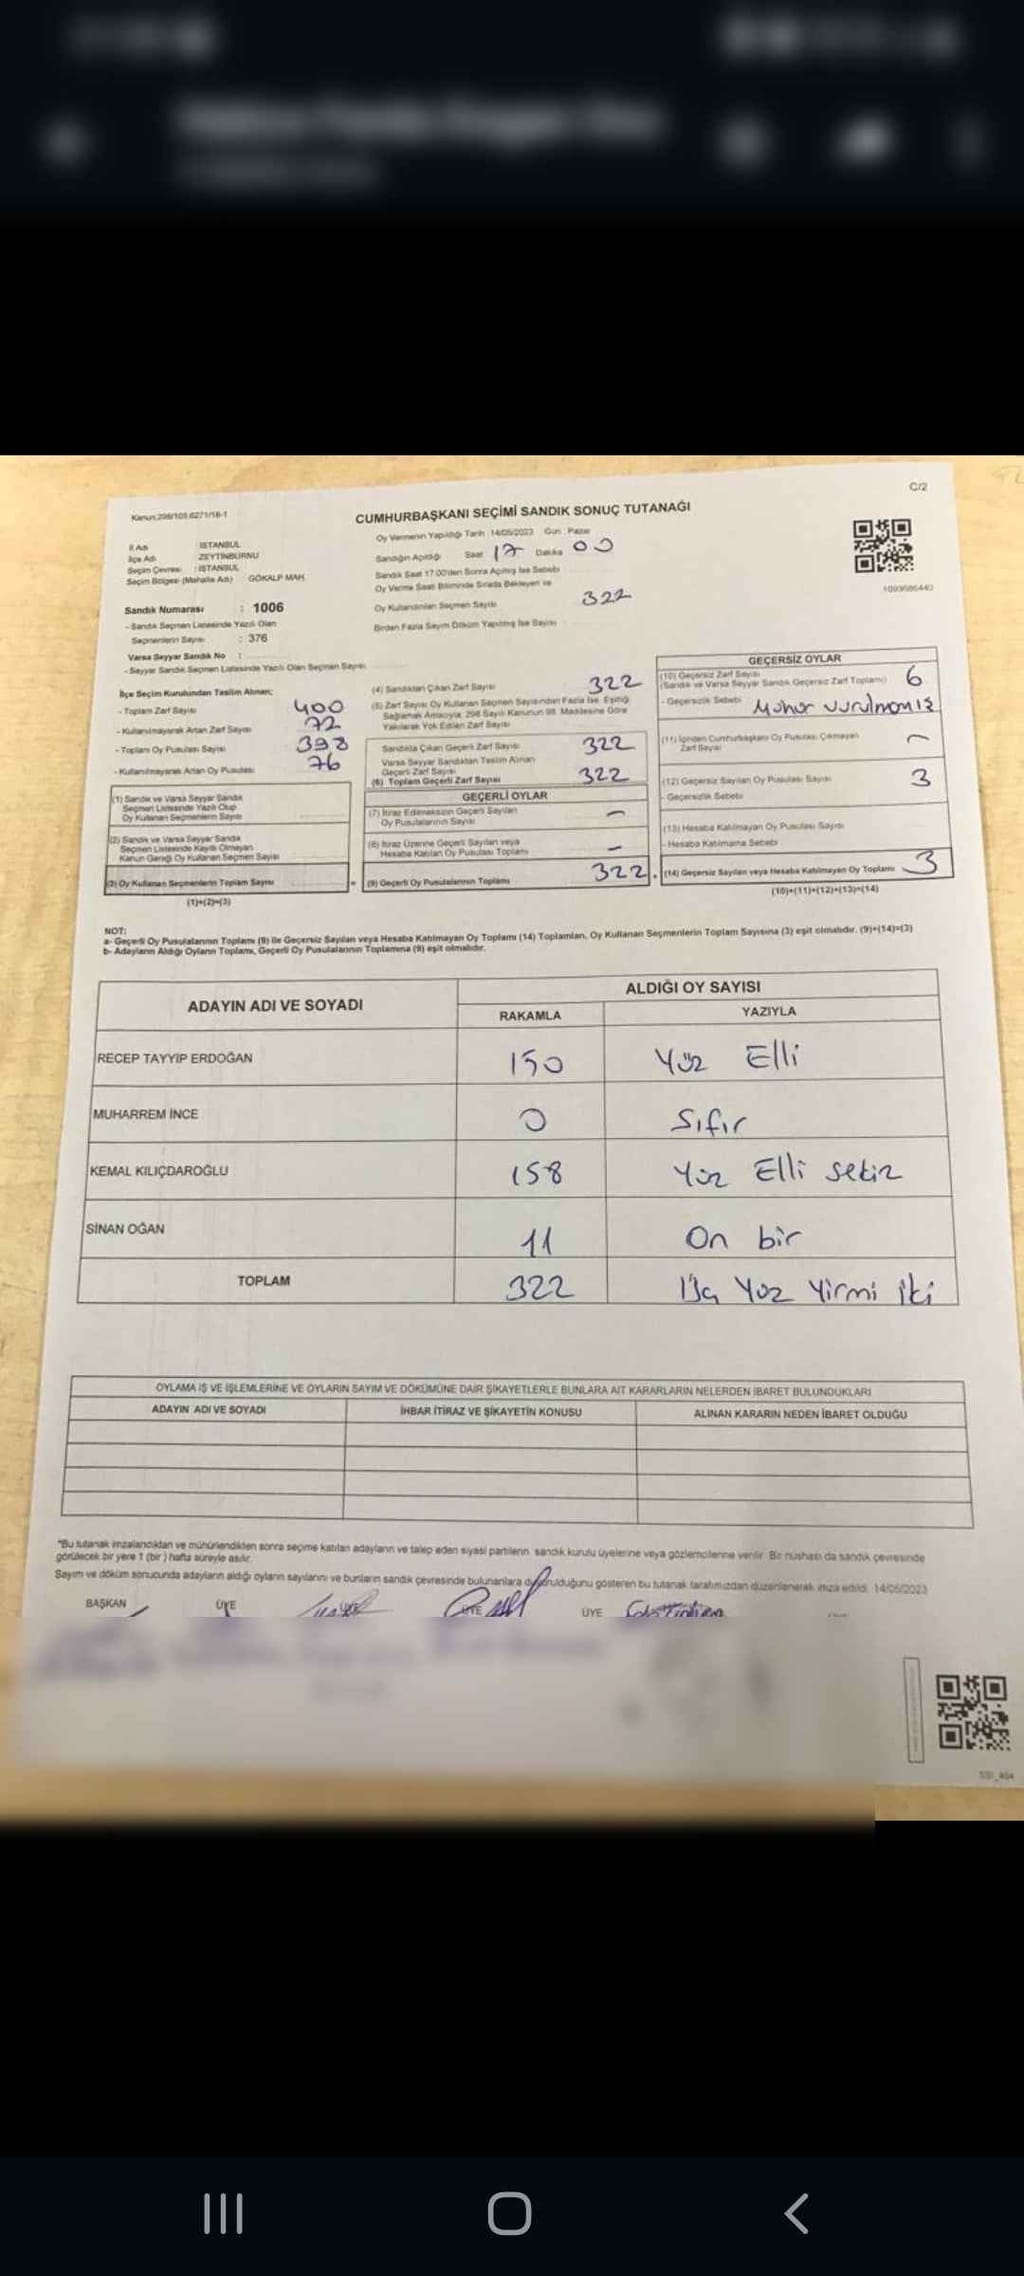 C/2
Kanun:298/105,6271/16-1
CUMHURBAŞKANI SEÇİMİ SANDIK SONUÇ TUTANAĞI
İl Adı : İSTANBUL
İlçe Adı : ZEYTİNBURNU
Seçim Çevresi : İSTANBUL
Seçim Bölgesi (Mahalle Adı) GÖKALP MAH.
Sandık Numarası : 1006
- Sandık Seçmen Listesinde Yazılı Olan
Seçmenlerin Sayısı : 376
Varsa Seyyar Sandık No :
- Seyyar Sandık Seçmen Listesinde Yazılı Olan Seçmen Sayısı
Oy Vermenin Yapıldığı Tarih :14/05/2023 Gün : Pazar
Sandığın Açıldığı Saat 17 Dakika 00
Sandık Saat 17.00'den Sonra Açılmış İse Sebebi
Oy Verme Saati Bitiminde Sırada Bekleyen ve
Oy Kullandırılan Seçmen Sayısı 322
Birden Fazla Sayım Döküm Yapılmış İse Sayısı
1093686440
İlçe Seçim Kurulundan Teslim Alınan;
- Toplam Zarf Sayısı 400
- Kullanılmayarak Artan Zarf Sayısı 72
- Toplam Oy Pusulası Sayısı 398
- Kullanılmayarak Artan Oy Pusulası 76
(1) Sandık ve Varsa Seyyar Sandık
Seçmen Listesinde Yazılı Olup
Oy Kullanan Seçmenlerin Sayısı
(2) Sandık ve Varsa Seyyar Sandık
Seçmen Listesinde Kayıtlı Olmayan
Kanun Gereği Oy Kullanan Seçmen Sayısı
(3) Oy Kullanan Seçmenlerin Toplam Sayısı
(1)+(2)=(3)
(4) Sandıktan Çıkan Zarf Sayısı 322
(5) Zarf Sayısı Oy Kullanan Seçmen Sayısından Fazla İse, Eşitliği
Sağlamak Amacıyla, 298 Sayılı Kanunun 98. Maddesine Göre
Yakılarak Yok Edilen Zarf Sayısı
Sandıkta Çıkan Geçerli Zarf Sayısı 322
Varsa Seyyar Sandıktan Teslim Alınan
Geçerli Zarf Sayısı
(6) Toplam Geçerli Zarf Sayısı 322
GEÇERLİ OYLAR
(7) İtiraz Edilmeksizin Geçerli Sayılan
Oy Pusulalarının Sayısı –
(8) İtiraz Üzerine Geçerli Sayılan veya
Hesaba Katılan Oy Pusulası Toplamı –
= (9) Geçerli Oy Pusulalarının Toplamı 322 +
GEÇERSİZ OYLAR
(10) Geçersiz Zarf Sayısı
(Sandık ve Varsa Seyyar Sandık Geçersiz Zarf Toplamı) 6
- Geçersizlik Sebebi Mühür vurulmamış
(11) İçinden Cumhurbaşkanı Oy Pusulası Çıkmayan
Zarf Sayısı –
(12) Geçersiz Sayılan Oy Pusulası Sayısı 3
- Geçersizlik Sebebi
(13) Hesaba Katılmayan Oy Pusulası Sayısı
- Hesaba Katılmama Sebebi
(14) Geçersiz Sayılan veya Hesaba Katılmayan Oy Toplamı 3
(10)+(11)+(12)+(13)=(14)
NOT:
a- Geçerli Oy Pusulalarının Toplamı (9) ile Geçersiz Sayılan veya Hesaba Katılmayan Oy Toplamı (14) Toplamları, Oy Kullanan Seçmenlerin Toplam Sayısına (3) eşit olmalıdır. (9)+(14)=(3)
b- Adayların Aldığı Oyların Toplamı, Geçerli Oy Pusulalarının Toplamına (9) eşit olmalıdır.
ADAYIN ADI VE SOYADI ALDIĞI OY SAYISI
RAKAMLA YAZIYLA
RECEP TAYYİP ERDOĞAN 150 Yüz Elli
MUHARREM İNCE 0 Sıfır
KEMAL KILIÇDAROĞLU 158 Yüz Elli sekiz
SİNAN OĞAN 11 On bir
TOPLAM 322 Üç Yüz Yirmi iki
OYLAMA İŞ VE İŞLEMLERİNE VE OYLARIN SAYIM VE DÖKÜMÜNE DAİR ŞİKAYETLERLE BUNLARA AİT KARARLARIN NELERDEN İBARET BULUNDUKLARI
ADAYIN ADI VE SOYADI İHBAR İTİRAZ VE ŞİKAYETİN KONUSU ALINAN KARARIN NEDEN İBARET OLDUĞU
"Bu tutanak imzalandıktan ve mühürlendikten sonra seçime katılan adayların ve talep eden siyasi partilerin sandık kurulu üyelerine veya gözlemcilerine verilir. Bir nüshası da sandık çevresinde
görülecek bir yere 1 (bir ) hafta süreyle asılır.
Sayım ve döküm sonucunda adayların aldığı oyların sayılarını ve bunların sandık çevresinde bulunanlara duyurulduğunu gösteren bu tutanak tarafımızdan düzenlenerek imza edildi. 14/05/2023
BAŞKAN ÜYE ÜYE ÜYE ÜYE